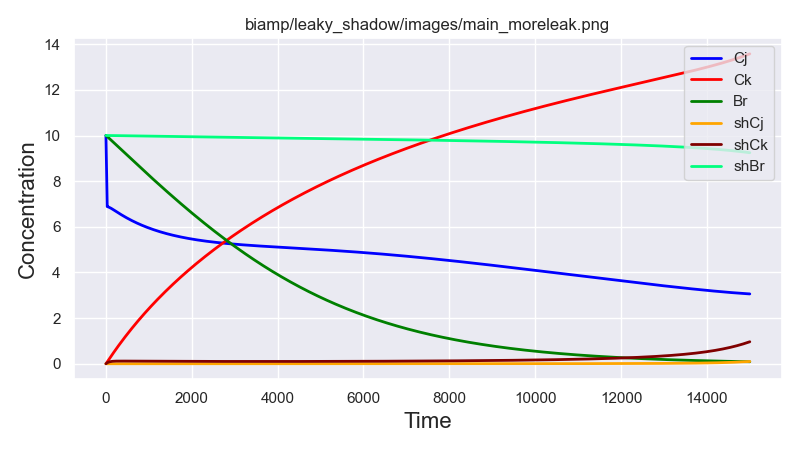 biamp/leaky_shadow/images/main_moreleak.png
14
12
10
8
6
4
2
0
Concentration
Cj
Ck
Br
shCj
shCk
shBr
0 2000 4000 6000 8000 10000 12000 14000
Time